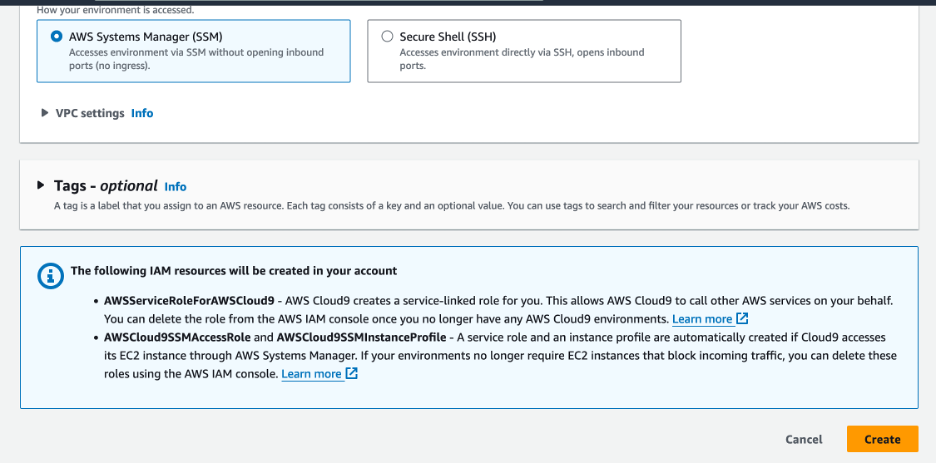 How your environment is accessed.
AWS Systems Manager (SSM)
Accesses environment via SSM without opening inbound
ports (no ingress).
Secure Shell (SSH)
Accesses environment directly via SSH, opens inbound
ports.
VPC settings Info
Tags - optional Info
A tag is a label that you assign to an AWS resource. Each tag consists of a key and an optional value. You can use tags to search and filter your resources or track your AWS costs.
The following IAM resources will be created in your account
• AWSServiceRoleForAWSCloud9 - AWS Cloud9 creates a service-linked role for you. This allows AWS Cloud9 to call other AWS services on your behalf.
You can delete the role from the AWS IAM console once you no longer have any AWS Cloud9 environments. Learn more
• AWSCloud9SSMAccessRole and AWSCloud9SSMInstanceProfile - A service role and an instance profile are automatically created if Cloud9 accesses
its EC2 instance through AWS Systems Manager. If your environments no longer require EC2 instances that block incoming traffic, you can delete these
roles using the AWS IAM console. Learn more
Cancel
Create